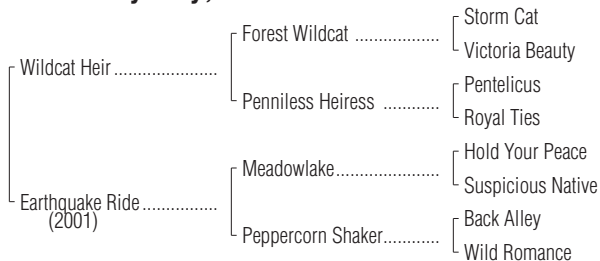 Storm Cat
Forest Wildcat ..................
Victoria Beauty
Wildcat Heir ......................
Pentelicus
Penniless Heiress ............
Royal Ties
Hold Your Peace
Meadowlake......................
Suspicious Native
Earthquake Ride ................
(2001)
Back Alley
Peppercorn Shaker............
Wild Romance